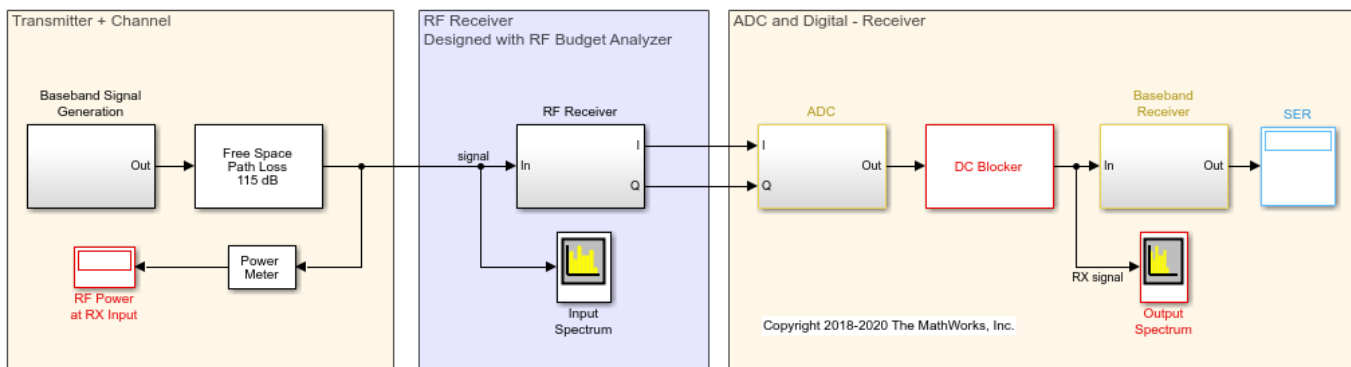 Transmitter + Channel
Baseband Signal
Generation
Out
Free Space
Path Loss
115 dB
Power
Meter
RF Power
at RX Input
RF Receiver
Designed with RF Budget Analyzer
signal
RF Receiver
In
I
Q
Input
Spectrum
ADC and Digital - Receiver
ADC
I
Q
Out
DC Blocker
Baseband
Receiver
In
Out
SER
RX signal
Output
Spectrum
Copyright 2018-2020 The MathWorks, Inc.